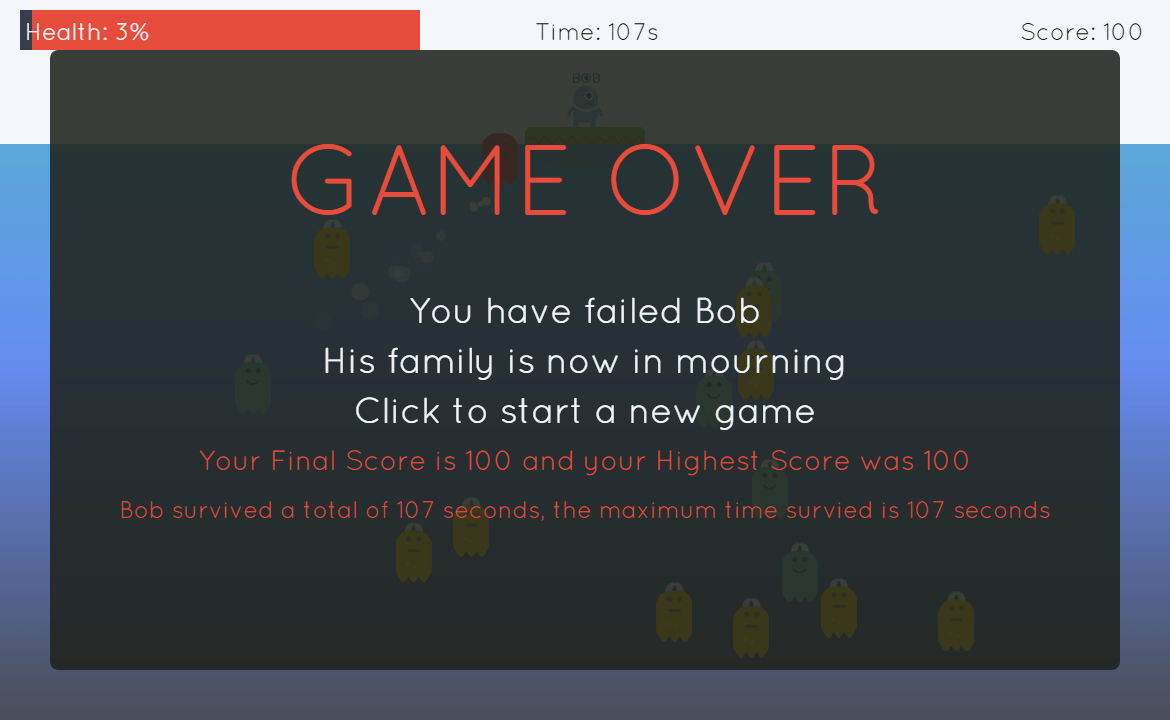 Health: 3%
Time: 107s
Score: 100
BOB
GAME OVER
You have failed Bob
His family is now in mourning
Click to start a new game
Your Final Score is 100 and your Highest Score was 100
Bob survived a total of 107 seconds, the maximum time survied is 107 seconds